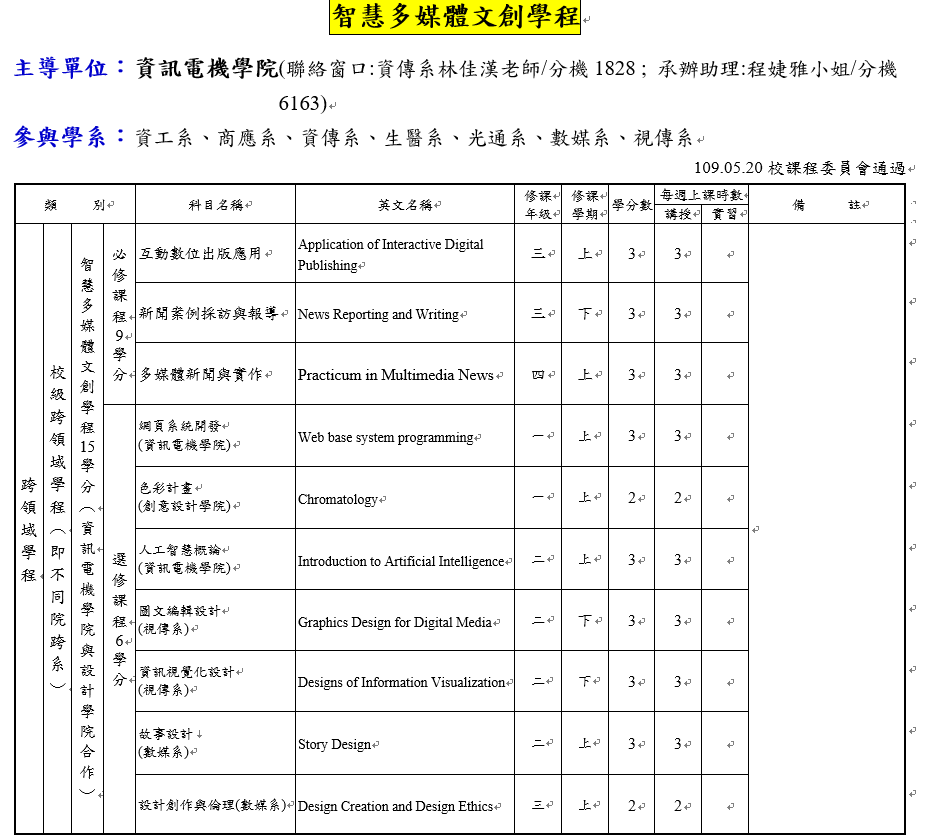 智慧多媒體文創學程
主導單位：資訊電機學院(聯絡窗口:資傳系林佳漢老師/分機 1828； 承辦助理:程婕雅小姐/分機
6163)
參與學系：資工系、商應系、資傳系、生醫系、光通系、數媒系、視傳系
109.05.20 校課程委員會通過
類 別 科目名稱 英文名稱 修課年級 修課學期 學分數 每週上課時數 講授 實習 備 註
跨領域學程
校級跨領域學程（即不同院跨系）
智慧多媒體文創學程15學分（資訊電機學院與設計學院合作）
必修課程9學分
互動數位出版應用 Application of Interactive Digital Publishing 三 上 3 3
新聞案例採訪與報導 News Reporting and Writing 三 下 3 3
多媒體新聞與實作 Practicum in Multimedia News 四 上 3 3
選修課程6學分
網頁系統開發 (資訊電機學院) Web base system programming 一 上 3 3
色彩計畫 (創意設計學院) Chromatology 一 上 2 2
人工智慧概論 (資訊電機學院) Introduction to Artificial Intelligence 二 上 3 3
圖文編輯設計 (視傳系) Graphics Design for Digital Media 二 下 3 3
資訊視覺化設計 (視傳系) Designs of Information Visualization 二 下 3 3
故事設計 (數媒系) Story Design 二 上 3 3
設計創作與倫理(數媒系) Design Creation and Design Ethics 三 上 2 2